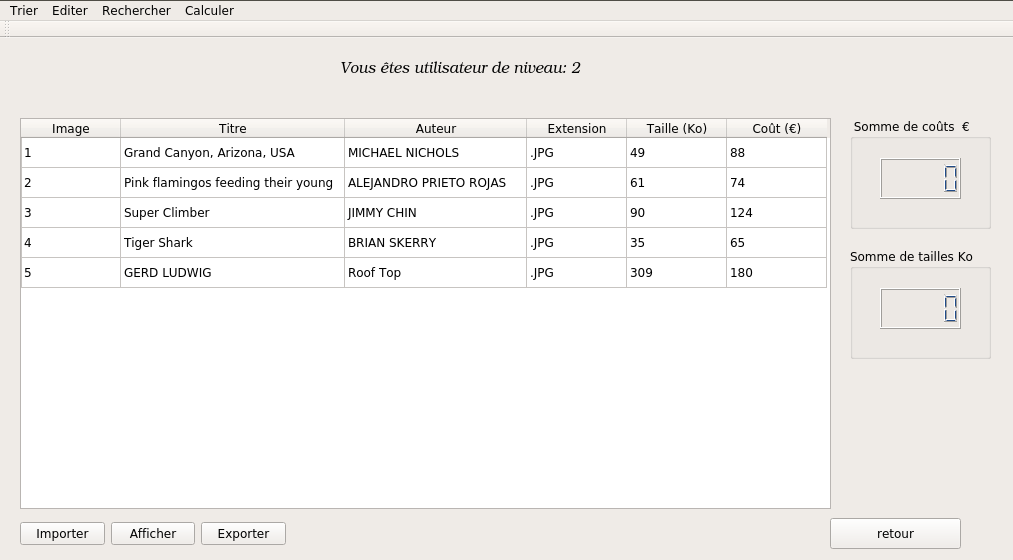 Trier Editer Rechercher Calculer
Vous êtes utilisateur de niveau: 2
Image Titre Auteur Extension Taille (Ko) Coût (€)
1 Grand Canyon, Arizona, USA MICHAEL NICHOLS .JPG 49 88
2 Pink flamingos feeding their young ALEJANDRO PRIETO ROJAS .JPG 61 74
3 Super Climber JIMMY CHIN .JPG 90 124
4 Tiger Shark BRIAN SKERRY .JPG 35 65
5 GERD LUDWIG Roof Top .JPG 309 180
Somme de coûts €
0
Somme de tailles Ko
0
Importer Afficher Exporter retour